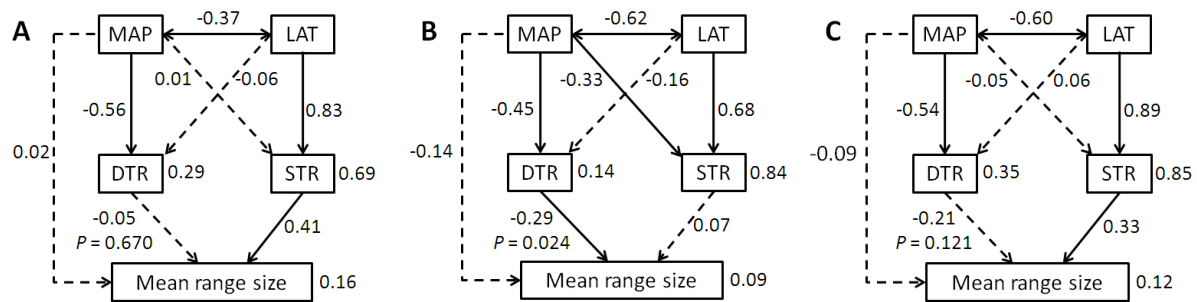 A
MAP
-0.37
LAT
0.01
-0.06
-0.56
0.83
0.02
DTR
0.29
STR
0.69
-0.05
P = 0.670
0.41
Mean range size
0.16
B
MAP
-0.62
LAT
-0.33
-0.16
-0.45
0.68
-0.14
DTR
0.14
STR
0.84
-0.29
P = 0.024
0.07
Mean range size
0.09
C
MAP
-0.60
LAT
-0.05
0.06
-0.54
0.89
-0.09
DTR
0.35
STR
0.85
-0.21
P = 0.121
0.33
Mean range size
0.12